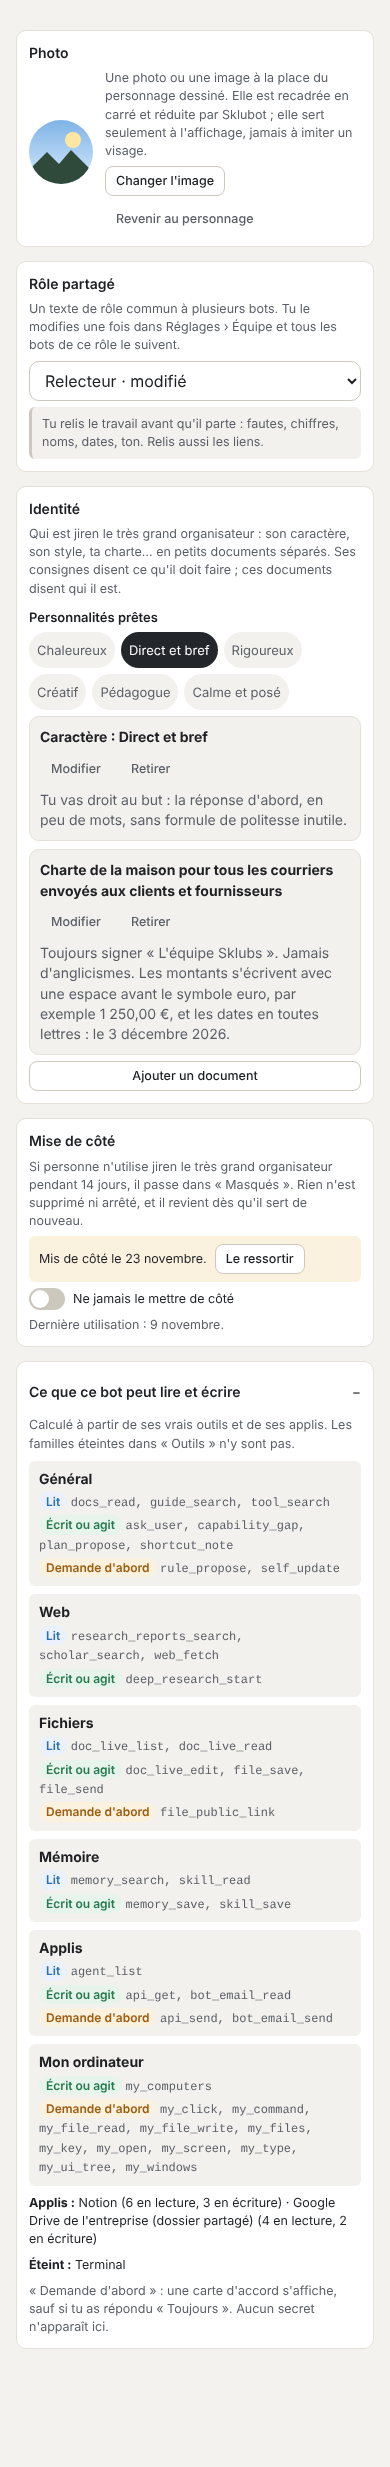 Photo
Une photo ou une image à la place du
personnage dessiné. Elle est recadrée en
carré et réduite par Sklubot ; elle sert
seulement à l'affichage, jamais à imiter un
visage.
Changer l'image
Revenir au personnage
Rôle partagé
Un texte de rôle commun à plusieurs bots. Tu le
modifies une fois dans Réglages › Équipe et tous les
bots de ce rôle le suivent.
Relecteur · modifié
Tu relis le travail avant qu'il parte : fautes, chiffres,
noms, dates, ton. Relis aussi les liens.
Identité
Qui est jiren le très grand organisateur : son caractère,
son style, ta charte… en petits documents séparés. Ses
consignes disent ce qu'il doit faire ; ces documents
disent qui il est.
Personnalités prêtes
Chaleureux Direct et bref Rigoureux
Créatif Pédagogue Calme et posé
Caractère : Direct et bref
Modifier Retirer
Tu vas droit au but : la réponse d'abord, en
peu de mots, sans formule de politesse inutile.
Charte de la maison pour tous les courriers
envoyés aux clients et fournisseurs
Modifier Retirer
Toujours signer « L'équipe Sklubs ». Jamais
d'anglicismes. Les montants s'écrivent avec
une espace avant le symbole euro, par
exemple 1 250,00 €, et les dates en toutes
lettres : le 3 décembre 2026.
Ajouter un document
Mise de côté
Si personne n'utilise jiren le très grand organisateur
pendant 14 jours, il passe dans « Masqués ». Rien n'est
supprimé ni arrêté, et il revient dès qu'il sert de
nouveau.
Mis de côté le 23 novembre. Le ressortir
Ne jamais le mettre de côté
Dernière utilisation : 9 novembre.
Ce que ce bot peut lire et écrire –
Calculé à partir de ses vrais outils et de ses applis. Les
familles éteintes dans « Outils » n'y sont pas.
Général
Lit docs_read, guide_search, tool_search
Écrit ou agit ask_user, capability_gap,
plan_propose, shortcut_note
Demande d'abord rule_propose, self_update
Web
Lit research_reports_search,
scholar_search, web_fetch
Écrit ou agit deep_research_start
Fichiers
Lit doc_live_list, doc_live_read
Écrit ou agit doc_live_edit, file_save,
file_send
Demande d'abord file_public_link
Mémoire
Lit memory_search, skill_read
Écrit ou agit memory_save, skill_save
Applis
Lit agent_list
Écrit ou agit api_get, bot_email_read
Demande d'abord api_send, bot_email_send
Mon ordinateur
Écrit ou agit my_computers
Demande d'abord my_click, my_command,
my_file_read, my_file_write, my_files,
my_key, my_open, my_screen, my_type,
my_ui_tree, my_windows
Applis : Notion (6 en lecture, 3 en écriture) · Google
Drive de l'entreprise (dossier partagé) (4 en lecture, 2
en écriture)
Éteint : Terminal
« Demande d'abord » : une carte d'accord s'affiche,
sauf si tu as répondu « Toujours ». Aucun secret
n'apparaît ici.